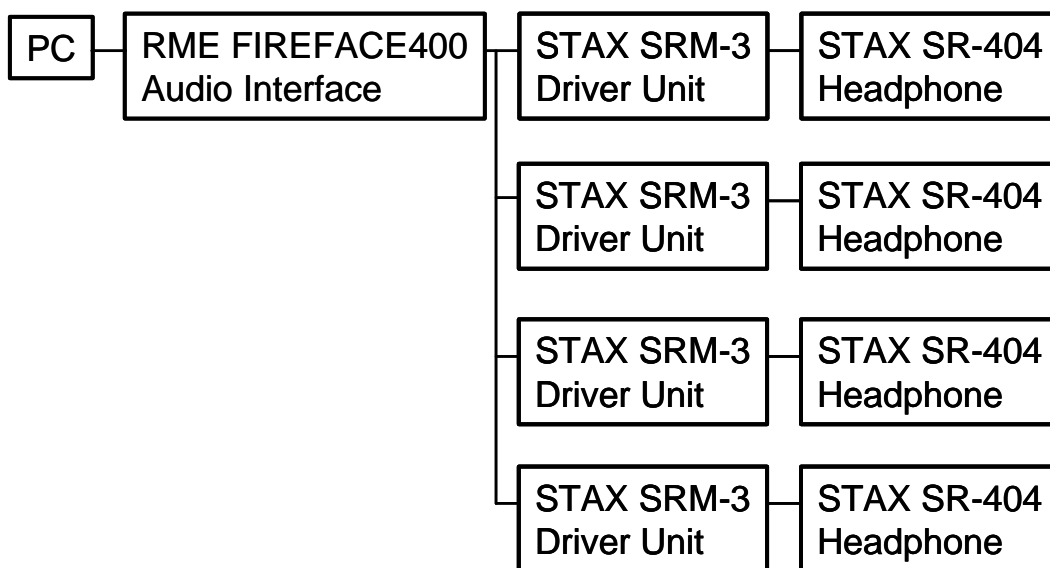 PC
RME FIREFACE400
Audio Interface
STAX SRM-3
Driver Unit
STAX SR-404
Headphone
STAX SRM-3
Driver Unit
STAX SR-404
Headphone
STAX SRM-3
Driver Unit
STAX SR-404
Headphone
STAX SRM-3
Driver Unit
STAX SR-404
Headphone